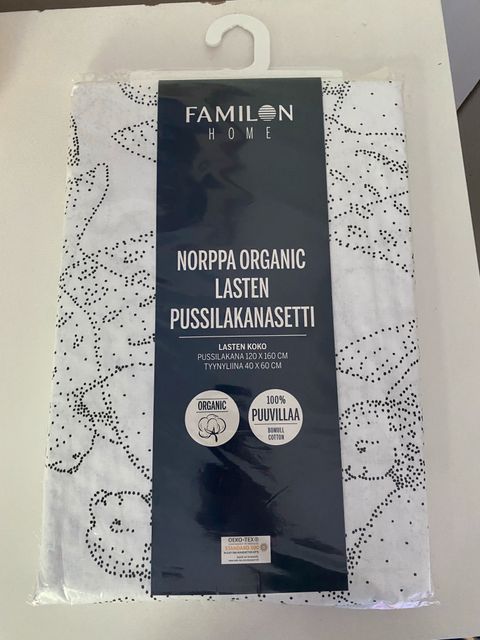 FAMILON
HOME
NORPPA ORGANIC
LASTEN
PUSSILAKANASETTI
LASTEN KOKO
PUSSILAKANA 120 X 160 CM
TYYNYLIINA 40 X 60 CM
ORGANIC
100%
PUUVILLAA
BOMULL
COTTON
OEKO-TEX®
STANDARD 100